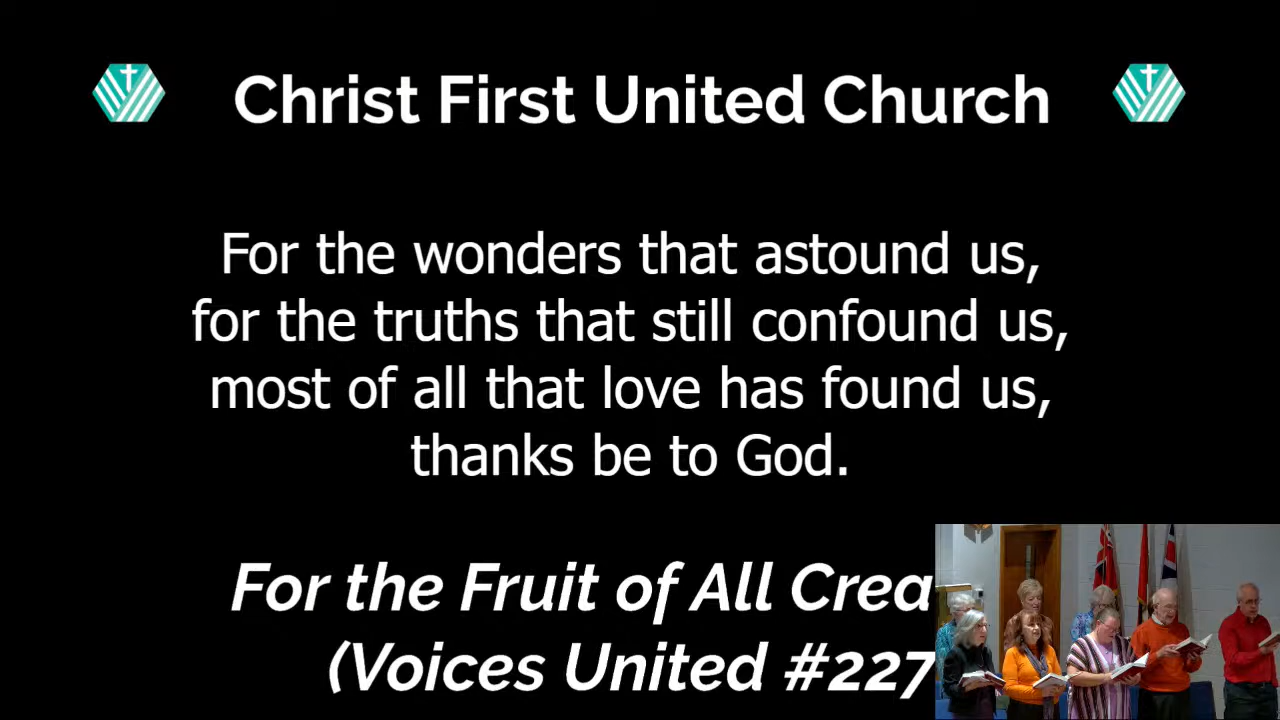 Christ First United Church
For the wonders that astound us,
for the truths that still confound us,
most of all that love has found us,
thanks be to God.
For the Fruit of All Crea
(Voices United #227